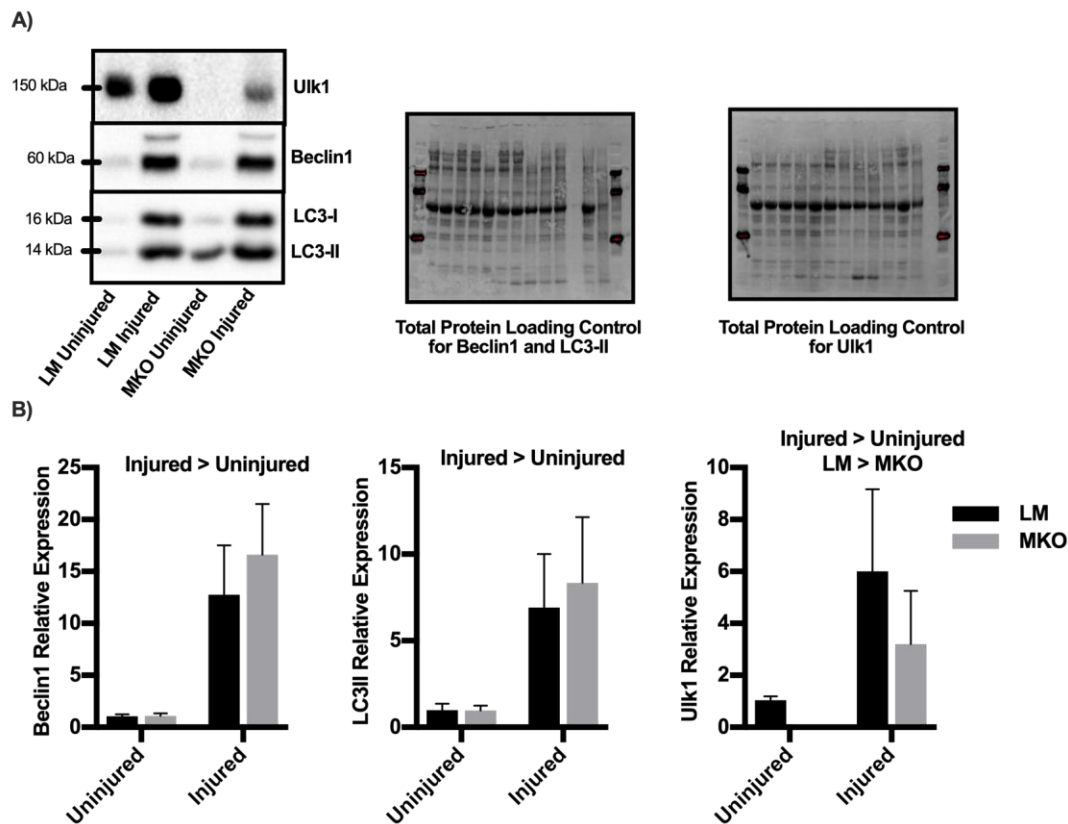 A)
150 kDa
Ulk1
60 kDa
Beclin1
16 kDa
LC3-I
14 kDa
LC3-II
LM Uninjured
LM Injured
MKO Uninjured
MKO Injured
Total Protein Loading Control
for Beclin1 and LC3-II
Total Protein Loading Control
for Ulk1
B)
Injured > Uninjured
Beclin1 Relative Expression
25
20
15
10
5
0
Uninjured
Injured
Injured > Uninjured
LC3II Relative Expression
15
10
5
0
Uninjured
Injured
Injured > Uninjured
LM > MKO
Ulk1 Relative Expression
10
8
6
4
2
0
Uninjured
Injured
LM
MKO